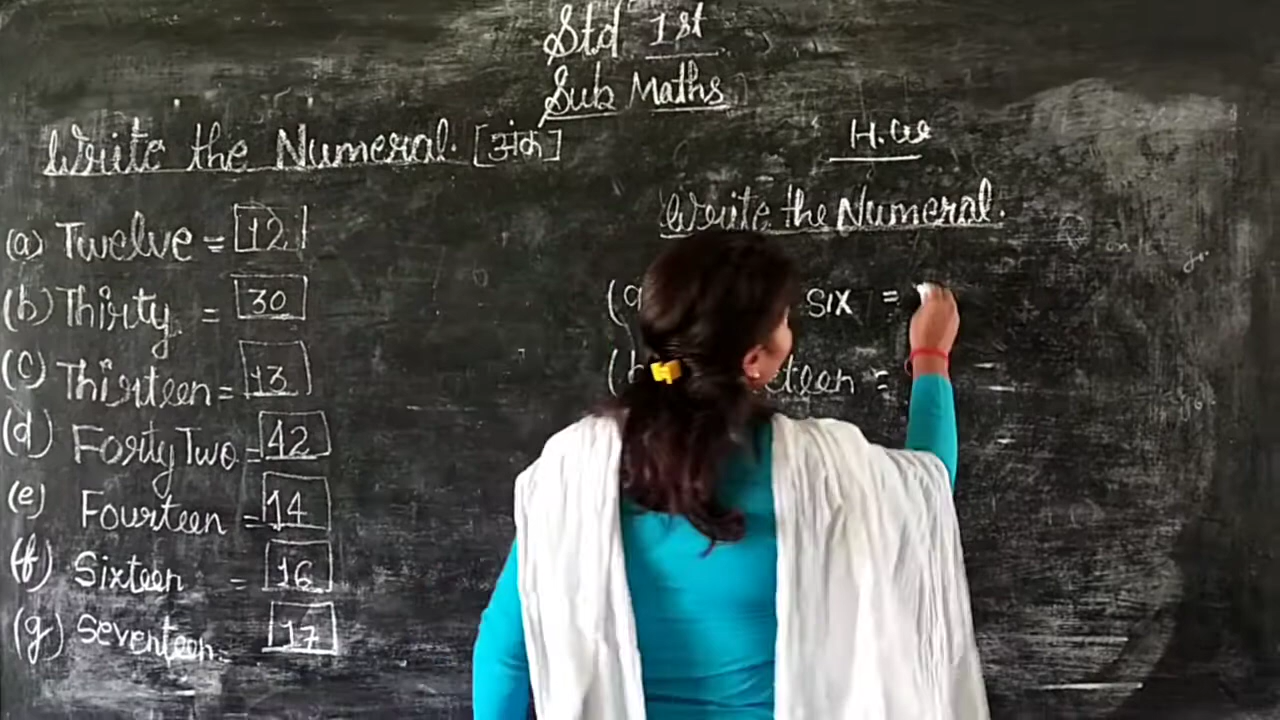 Std 1st
Sub Maths
Write the Numeral. [अंक]
(a) Twelve = 12
(b) Thirty = 30
(c) Thirteen = 13
(d) Forty Two = 42
(e) Fourteen = 14
(f) Sixteen = 16
(g) Seventeen = 17
H.W
Write the Numeral.
six =